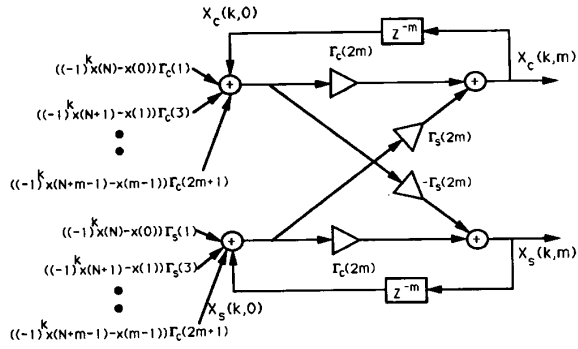 X_c(k,0)
z^-m
Γ_c(2m)
X_c(k,m)
((-1)^k x(N)-x(0))Γ_c(1)
+
+
((-1)^k x(N+1)-x(1))Γ_c(3)
Γ_s(2m)
((-1)^k x(N+m-1)-x(m-1))Γ_c(2m+1)
-Γ_s(2m)
((-1)^k x(N)-x(0))Γ_s(1)
+
+
((-1)^k x(N+1)-x(1))Γ_s(3)
Γ_c(2m)
X_s(k,m)
X_s(k,0)
z^-m
((-1)^k x(N+m-1)-x(m-1))Γ_c(2m+1)